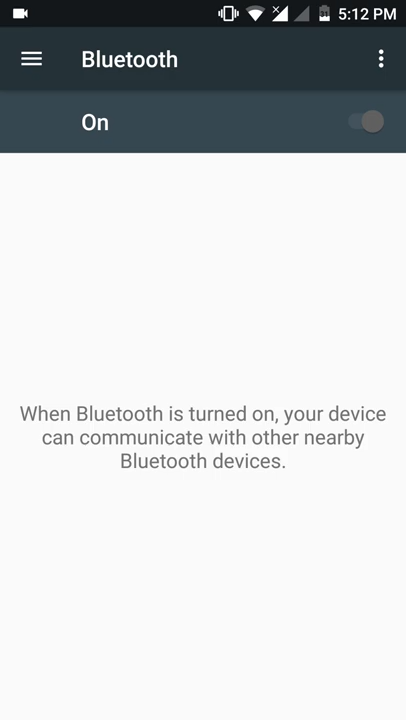 5:12 PM
Bluetooth
On
When Bluetooth is turned on, your device
can communicate with other nearby
Bluetooth devices.